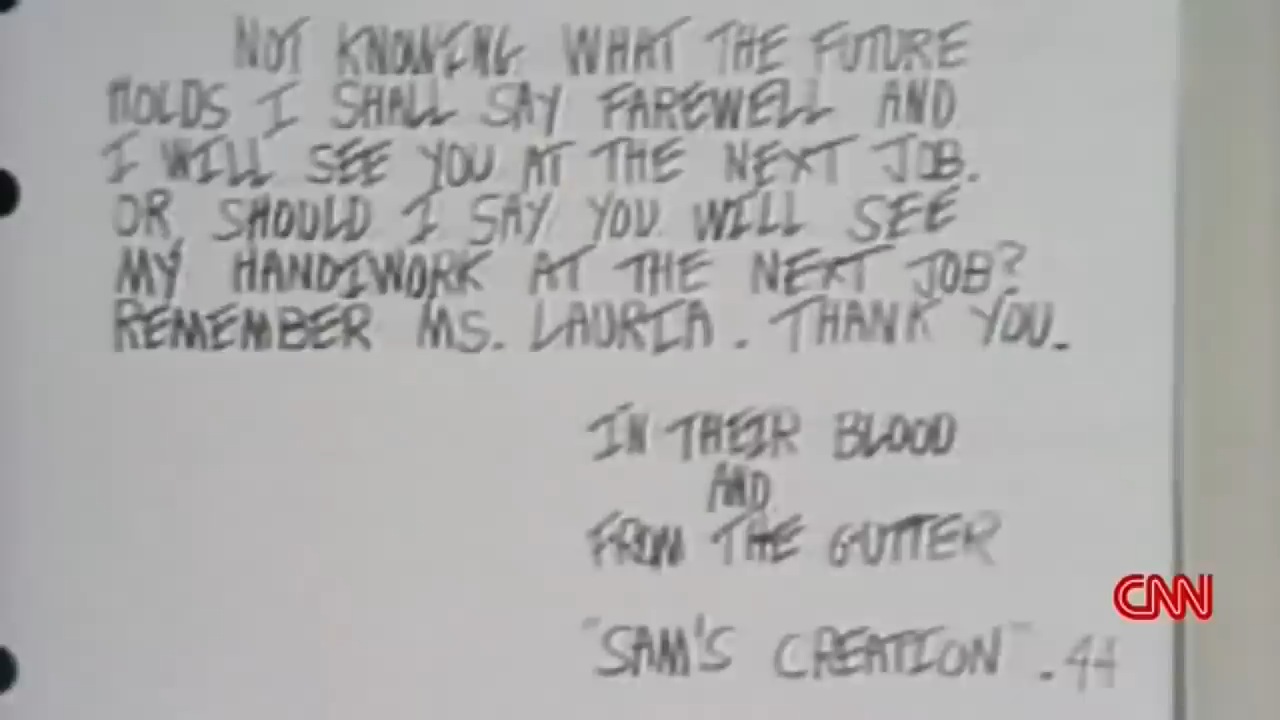 NOT KNOWING WHAT THE FUTURE
HOLDS I SHALL SAY FAREWELL AND
I WILL SEE YOU AT THE NEXT JOB.
OR SHOULD I SAY YOU WILL SEE
MY HANDIWORK AT THE NEXT JOB?
REMEMBER MS. LAURIA. THANK YOU.
IN THEIR BLOOD
AND
FROM THE GUTTER
"SAM'S CREATION" .44
CNN